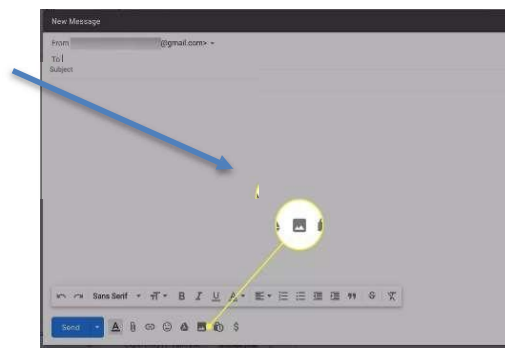 New Message
From @gmail.com>
To
Subject
Sans Serif
B I U A
Send A $